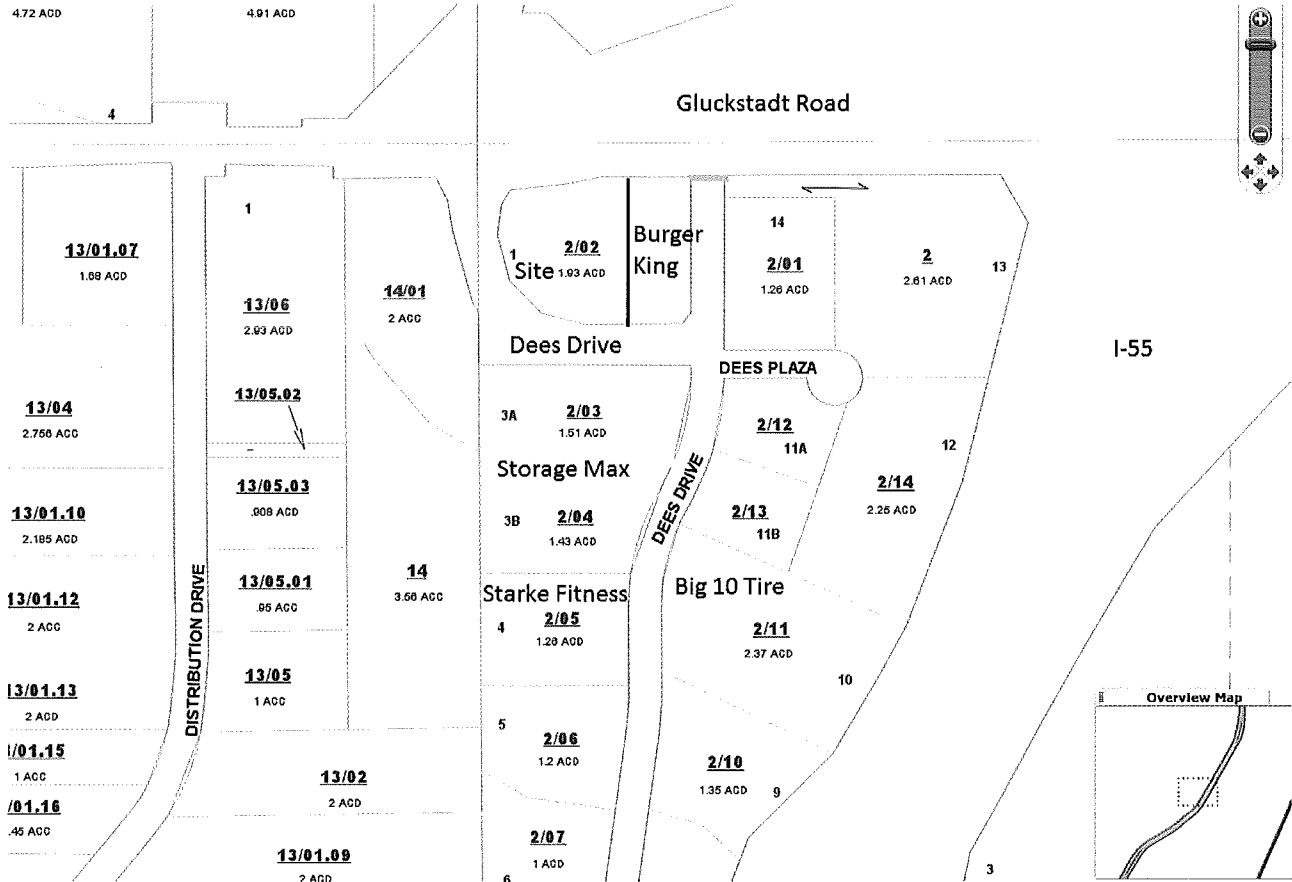 4.72 ACD
4.91 ACD
4
Gluckstadt Road
1
13/01.07
1.68 ACD
13/06
2.93 ACD
14/01
2 ACC
1
2/02
Site 1.93 ACD
Burger
King
14
2/01
1.26 ACD
2
2.61 ACD
13
I-55
Dees Drive
DEES PLAZA
13/05.02
13/04
2.756 ACC
3A
2/03
1.51 ACD
2/12
11A
12
Storage Max
DEES DRIVE
2/14
2.25 ACD
13/05.03
.908 ACD
13/01.10
2.185 ACD
3B
2/04
1.43 ACD
2/13
11B
DISTRIBUTION DRIVE
13/05.01
.95 ACC
14
3.56 ACC
Starke Fitness
Big 10 Tire
13/01.12
2 ACC
4
2/05
1.26 ACD
2/11
2.37 ACD
13/05
1 ACC
10
13/01.13
2 ACD
Overview Map
5
2/06
1.2 ACD
/01.15
1 ACC
13/02
2 ACD
2/10
1.35 ACD
9
/01.16
.45 ACC
2/07
1 ACD
13/01.09
2 ACD
6
3